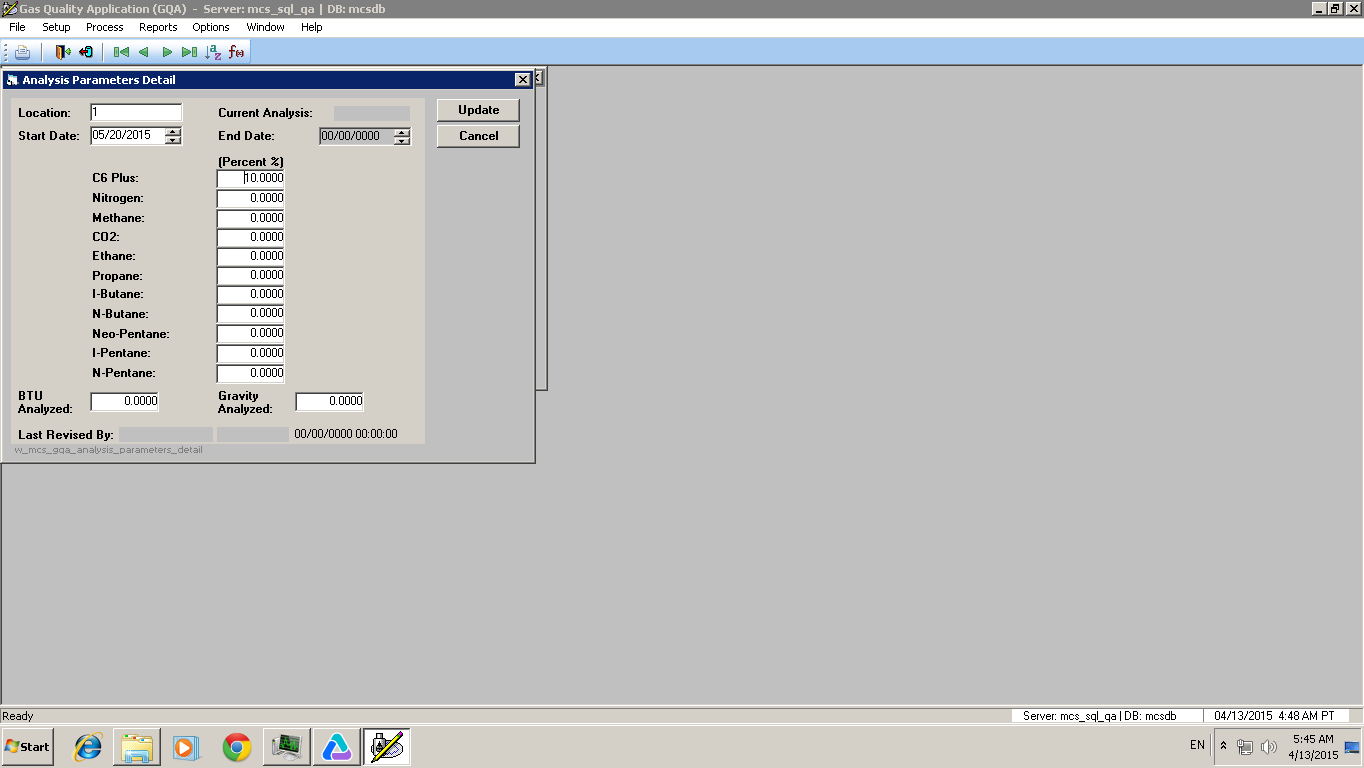 Gas Quality Application (GQA) - Server: mcs_sql_qa | DB: mcsdb
File Setup Process Reports Options Window Help
Analysis Parameters Detail
Location: 1 Current Analysis: Update
Start Date: 05/20/2015 End Date: 00/00/0000 Cancel
(Percent %)
C6 Plus: 10.0000
Nitrogen: 0.0000
Methane: 0.0000
CO2: 0.0000
Ethane: 0.0000
Propane: 0.0000
I-Butane: 0.0000
N-Butane: 0.0000
Neo-Pentane: 0.0000
I-Pentane: 0.0000
N-Pentane: 0.0000
BTU Analyzed: 0.0000 Gravity Analyzed: 0.0000
Last Revised By: 00/00/0000 00:00:00
w_mcs_gqa_analysis_parameters_detail
Ready Server: mcs_sql_qa | DB: mcsdb 04/13/2015 4:48 AM PT
Start EN 5:45 AM
4/13/2015